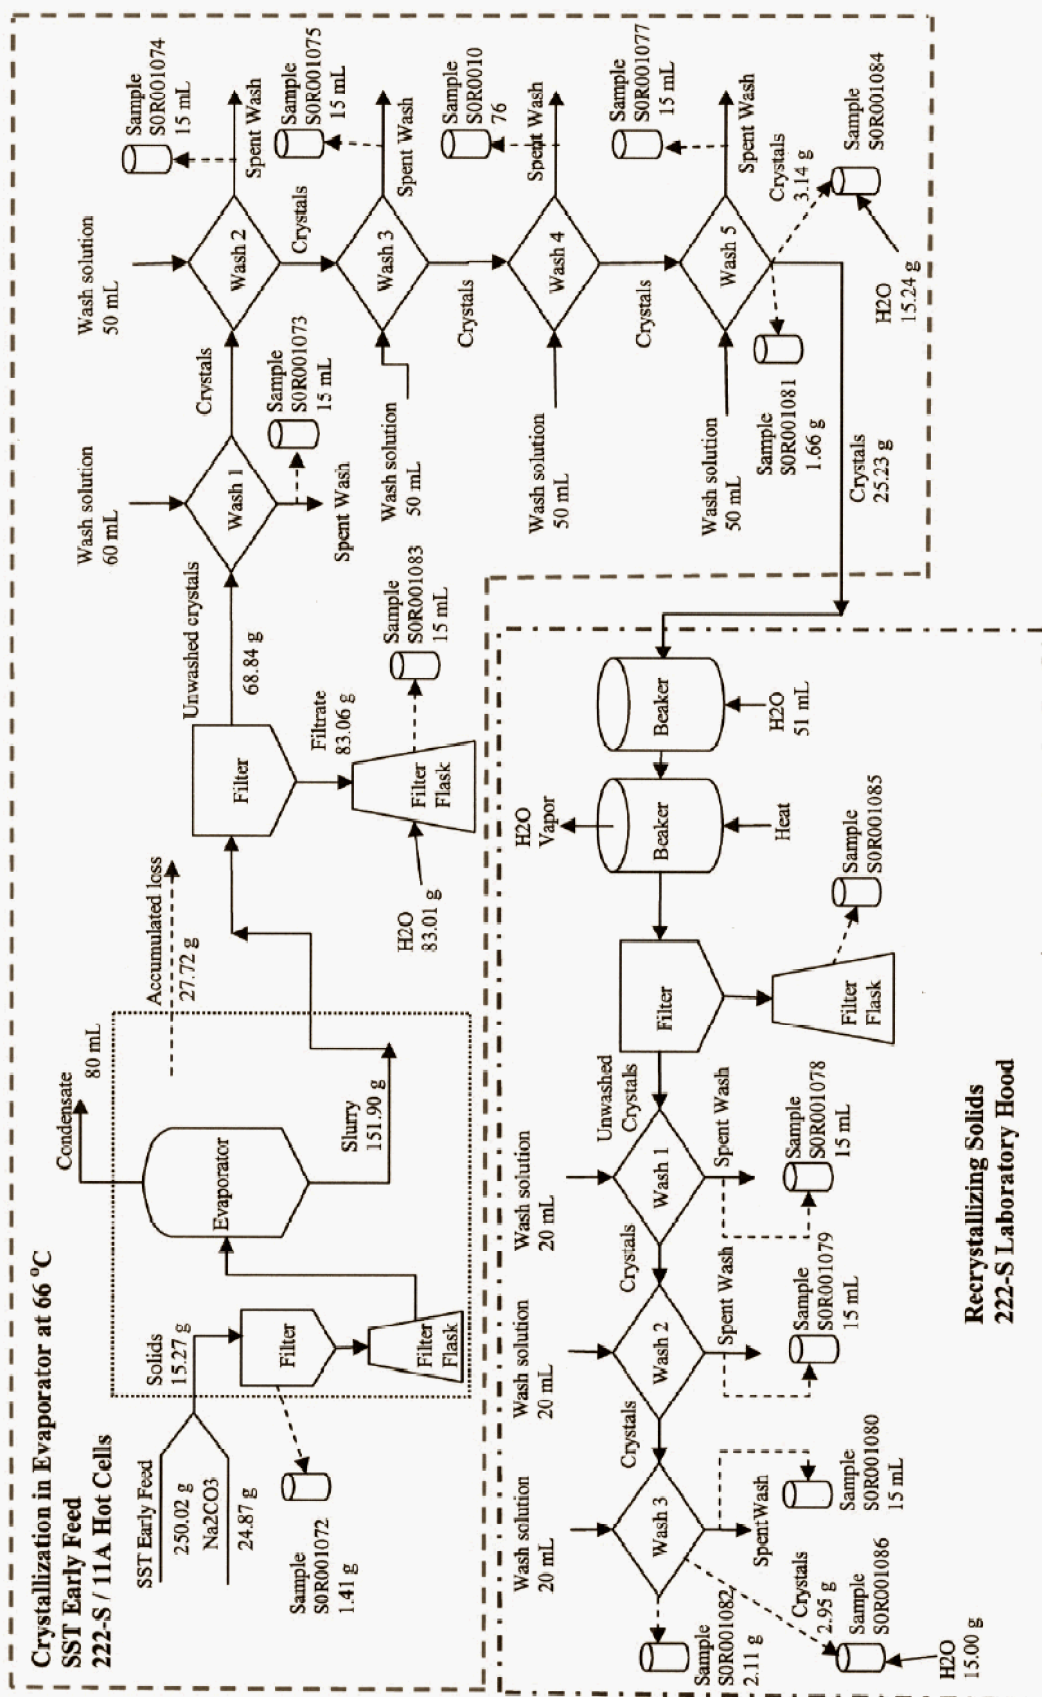 Crystallization in Evaporator at 66 °C
SST Early Feed
222-S / 11A Hot Cells
SST Early Feed
250.02 g
Na2CO3
24.87 g
Solids
15.27 g
Filter
Filter
Flask
Sample
S0R001072
1.41 g
Condensate
80 mL
Evaporator
Slurry
151.90 g
Accumulated loss
27.72 g
Filter
Filtrate
83.06 g
Filter
Flask
H2O
83.01 g
Sample
S0R001083
15 mL
Unwashed crystals
68.84 g
Wash solution
60 mL
Wash 1
Spent Wash
Sample
S0R001073
15 mL
Crystals
Wash solution
50 mL
Wash 2
Spent Wash
Sample
S0R001074
15 mL
Crystals
Wash solution
50 mL
Wash 3
Spent Wash
Sample
S0R001075
15 mL
Crystals
Wash solution
50 mL
Wash 4
Spent Wash
Sample
S0R0010
76
Crystals
Wash solution
50 mL
Wash 5
Spent Wash
Sample
S0R001077
15 mL
Sample
S0R001081
1.66 g
Crystals
3.14 g
Sample
S0R001084
H2O
15.24 g
Crystals
25.23 g
Beaker
H2O
51 mL
Beaker
H2O
Vapor
Heat
Filter
Filter
Flask
Sample
S0R001085
Unwashed
Crystals
Wash solution
20 mL
Wash 1
Spent Wash
Sample
S0R001078
15 mL
Crystals
Wash solution
20 mL
Wash 2
Spent Wash
Sample
S0R001079
15 mL
Crystals
Wash solution
20 mL
Wash 3
SpentWash
Sample
S0R001080
15 mL
Sample
S0R001082
2.11 g
Crystals
2.95 g
Sample
S0R001086
H2O
15.00 g
Recrystallizing Solids
222-S Laboratory Hood